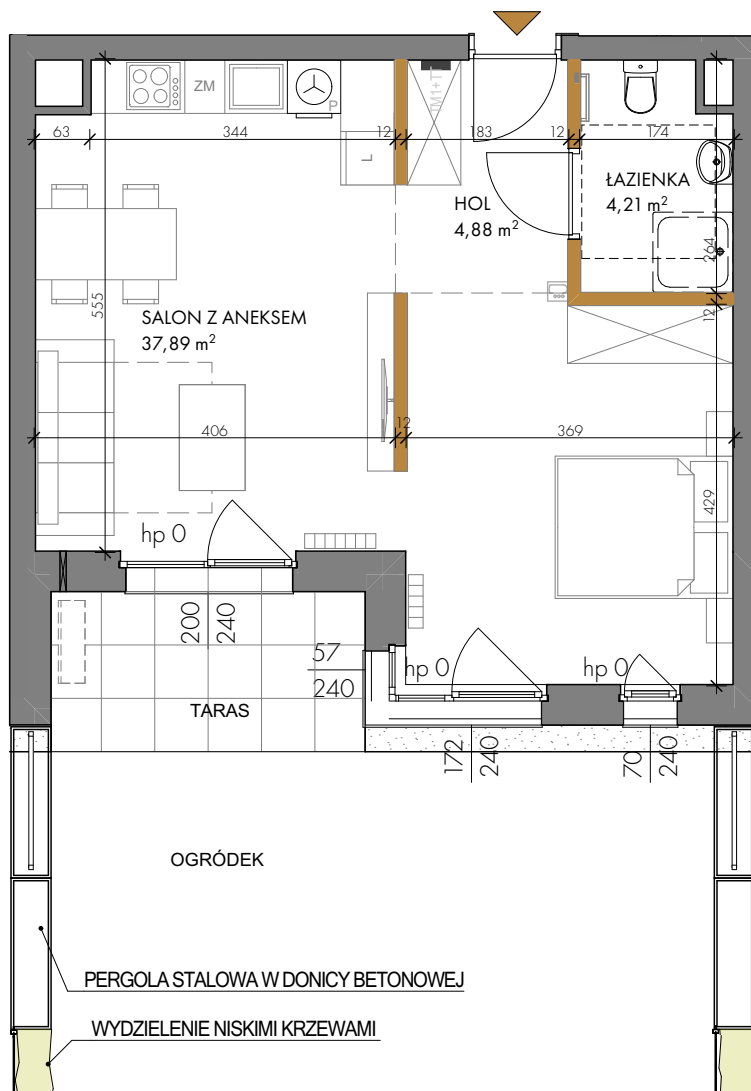 ZM
P
TM1+T
63
344
12
183
12
174
L
HOL
4,88 m²
ŁAZIENKA
4,21 m²
264
12
555
SALON Z ANEKSEM
37,89 m²
406
12
369
429
hp 0
200
240
57
240
hp 0
hp 0
TARAS
172
240
70
240
OGRÓDEK
PERGOLA STALOWA W DONICY BETONOWEJ
WYDZIELENIE NISKIMI KRZEWAMI